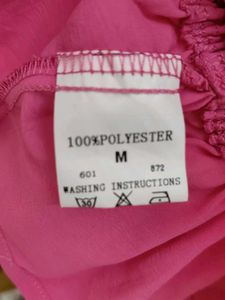 100%POLYESTER
M
601 872
WASHING INSTRUCTIONS
30